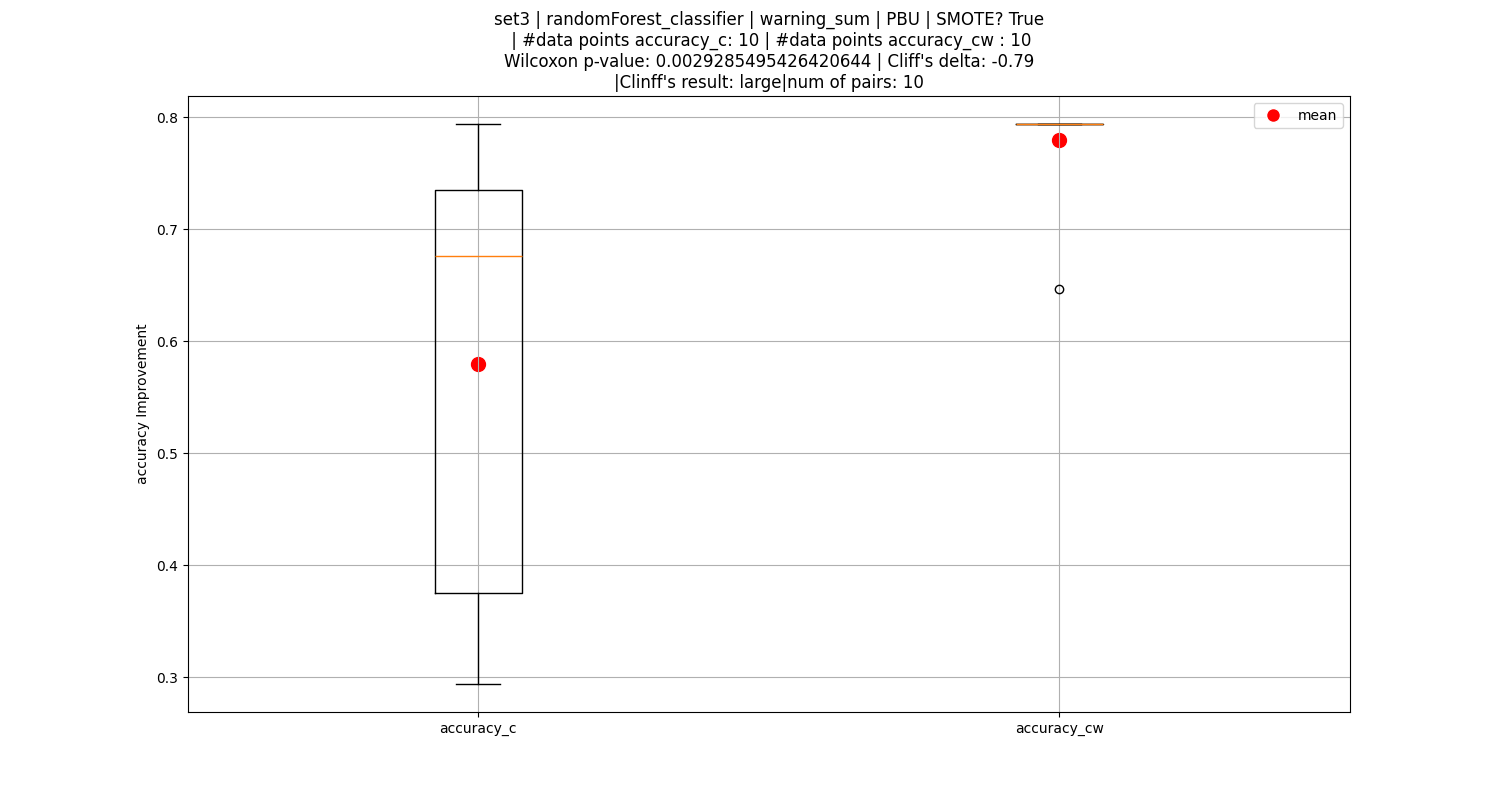 set3 | randomForest_classifier | warning_sum | PBU | SMOTE? True
| #data points accuracy_c: 10 | #data points accuracy_cw : 10
Wilcoxon p-value: 0.0029285495426420644 | Cliff's delta: -0.79
|Clinff's result: large|num of pairs: 10
mean
0.8
0.7
0.6
0.5
0.4
0.3
accuracy Improvement
accuracy_c
accuracy_cw